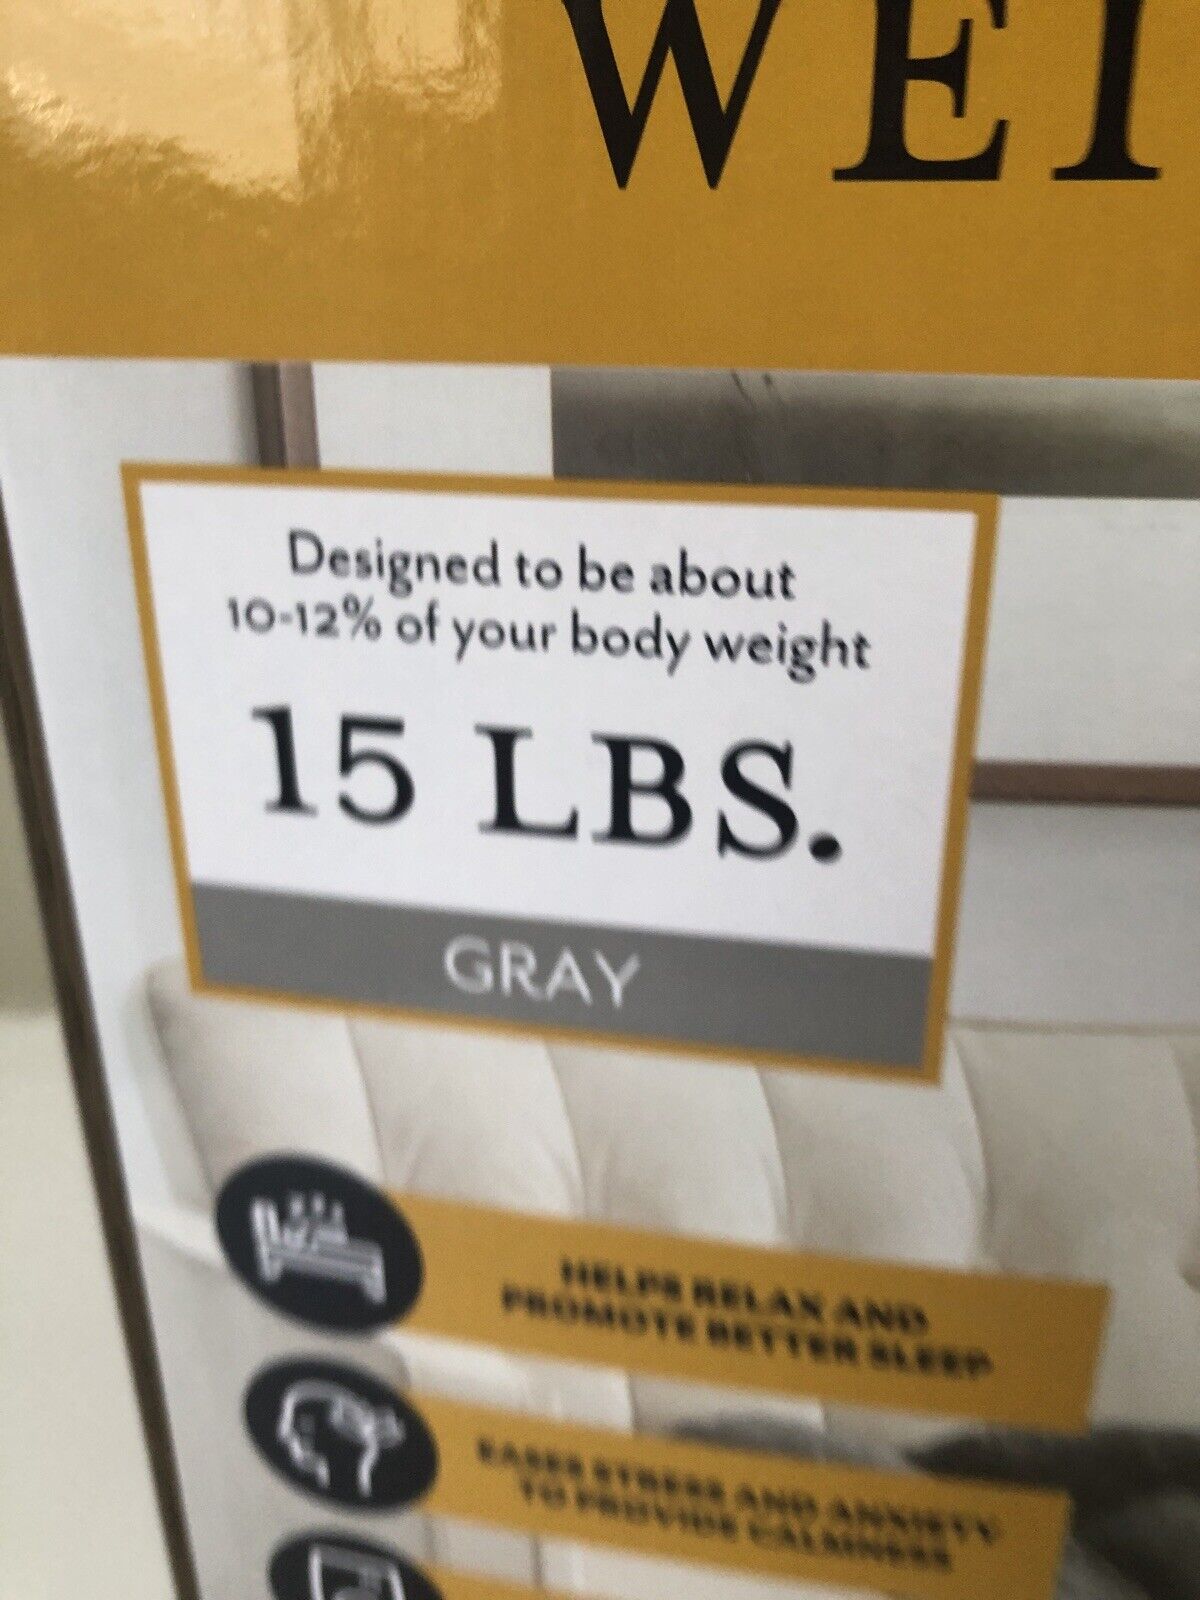 WEI
Designed to be about
10-12% of your body weight
15 LBS.
GRAY
HELPS RELAX AND
PROMOTE BETTER SLEEP
EASES STRESS AND ANXIETY
TO PROVIDE CALMNESS